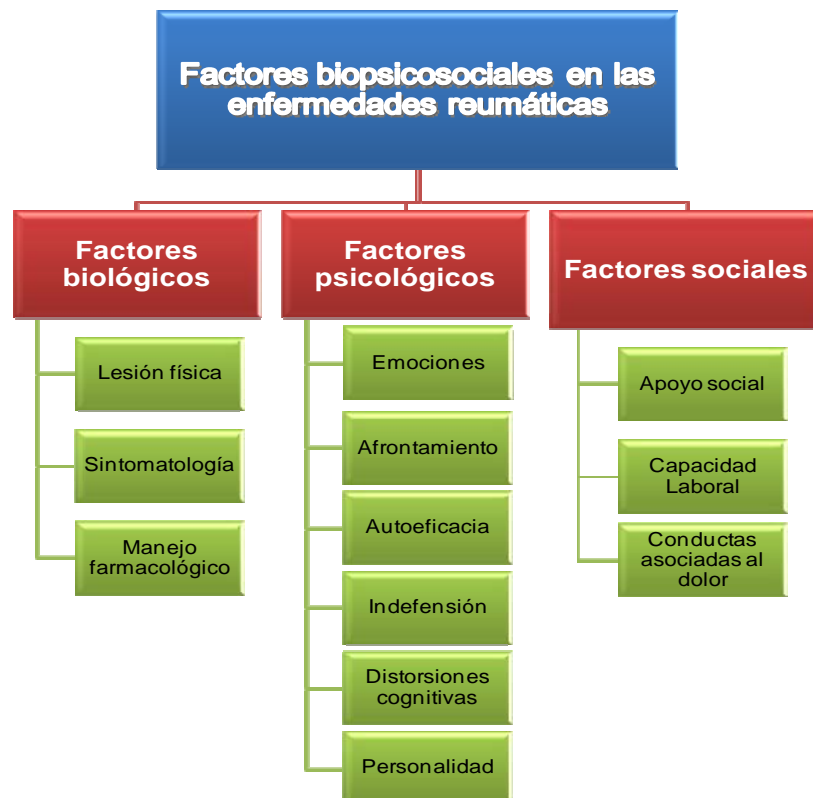 Factores biopsicosociales en las
enfermedades reumáticas
Factores
biológicos
Lesión física
Sintomatología
Manejo
farmacológico
Factores
psicológicos
Emociones
Afrontamiento
Autoeficacia
Indefensión
Distorsiones
cognitivas
Personalidad
Factores sociales
Apoyo social
Capacidad
Laboral
Conductas
asociadas al
dolor